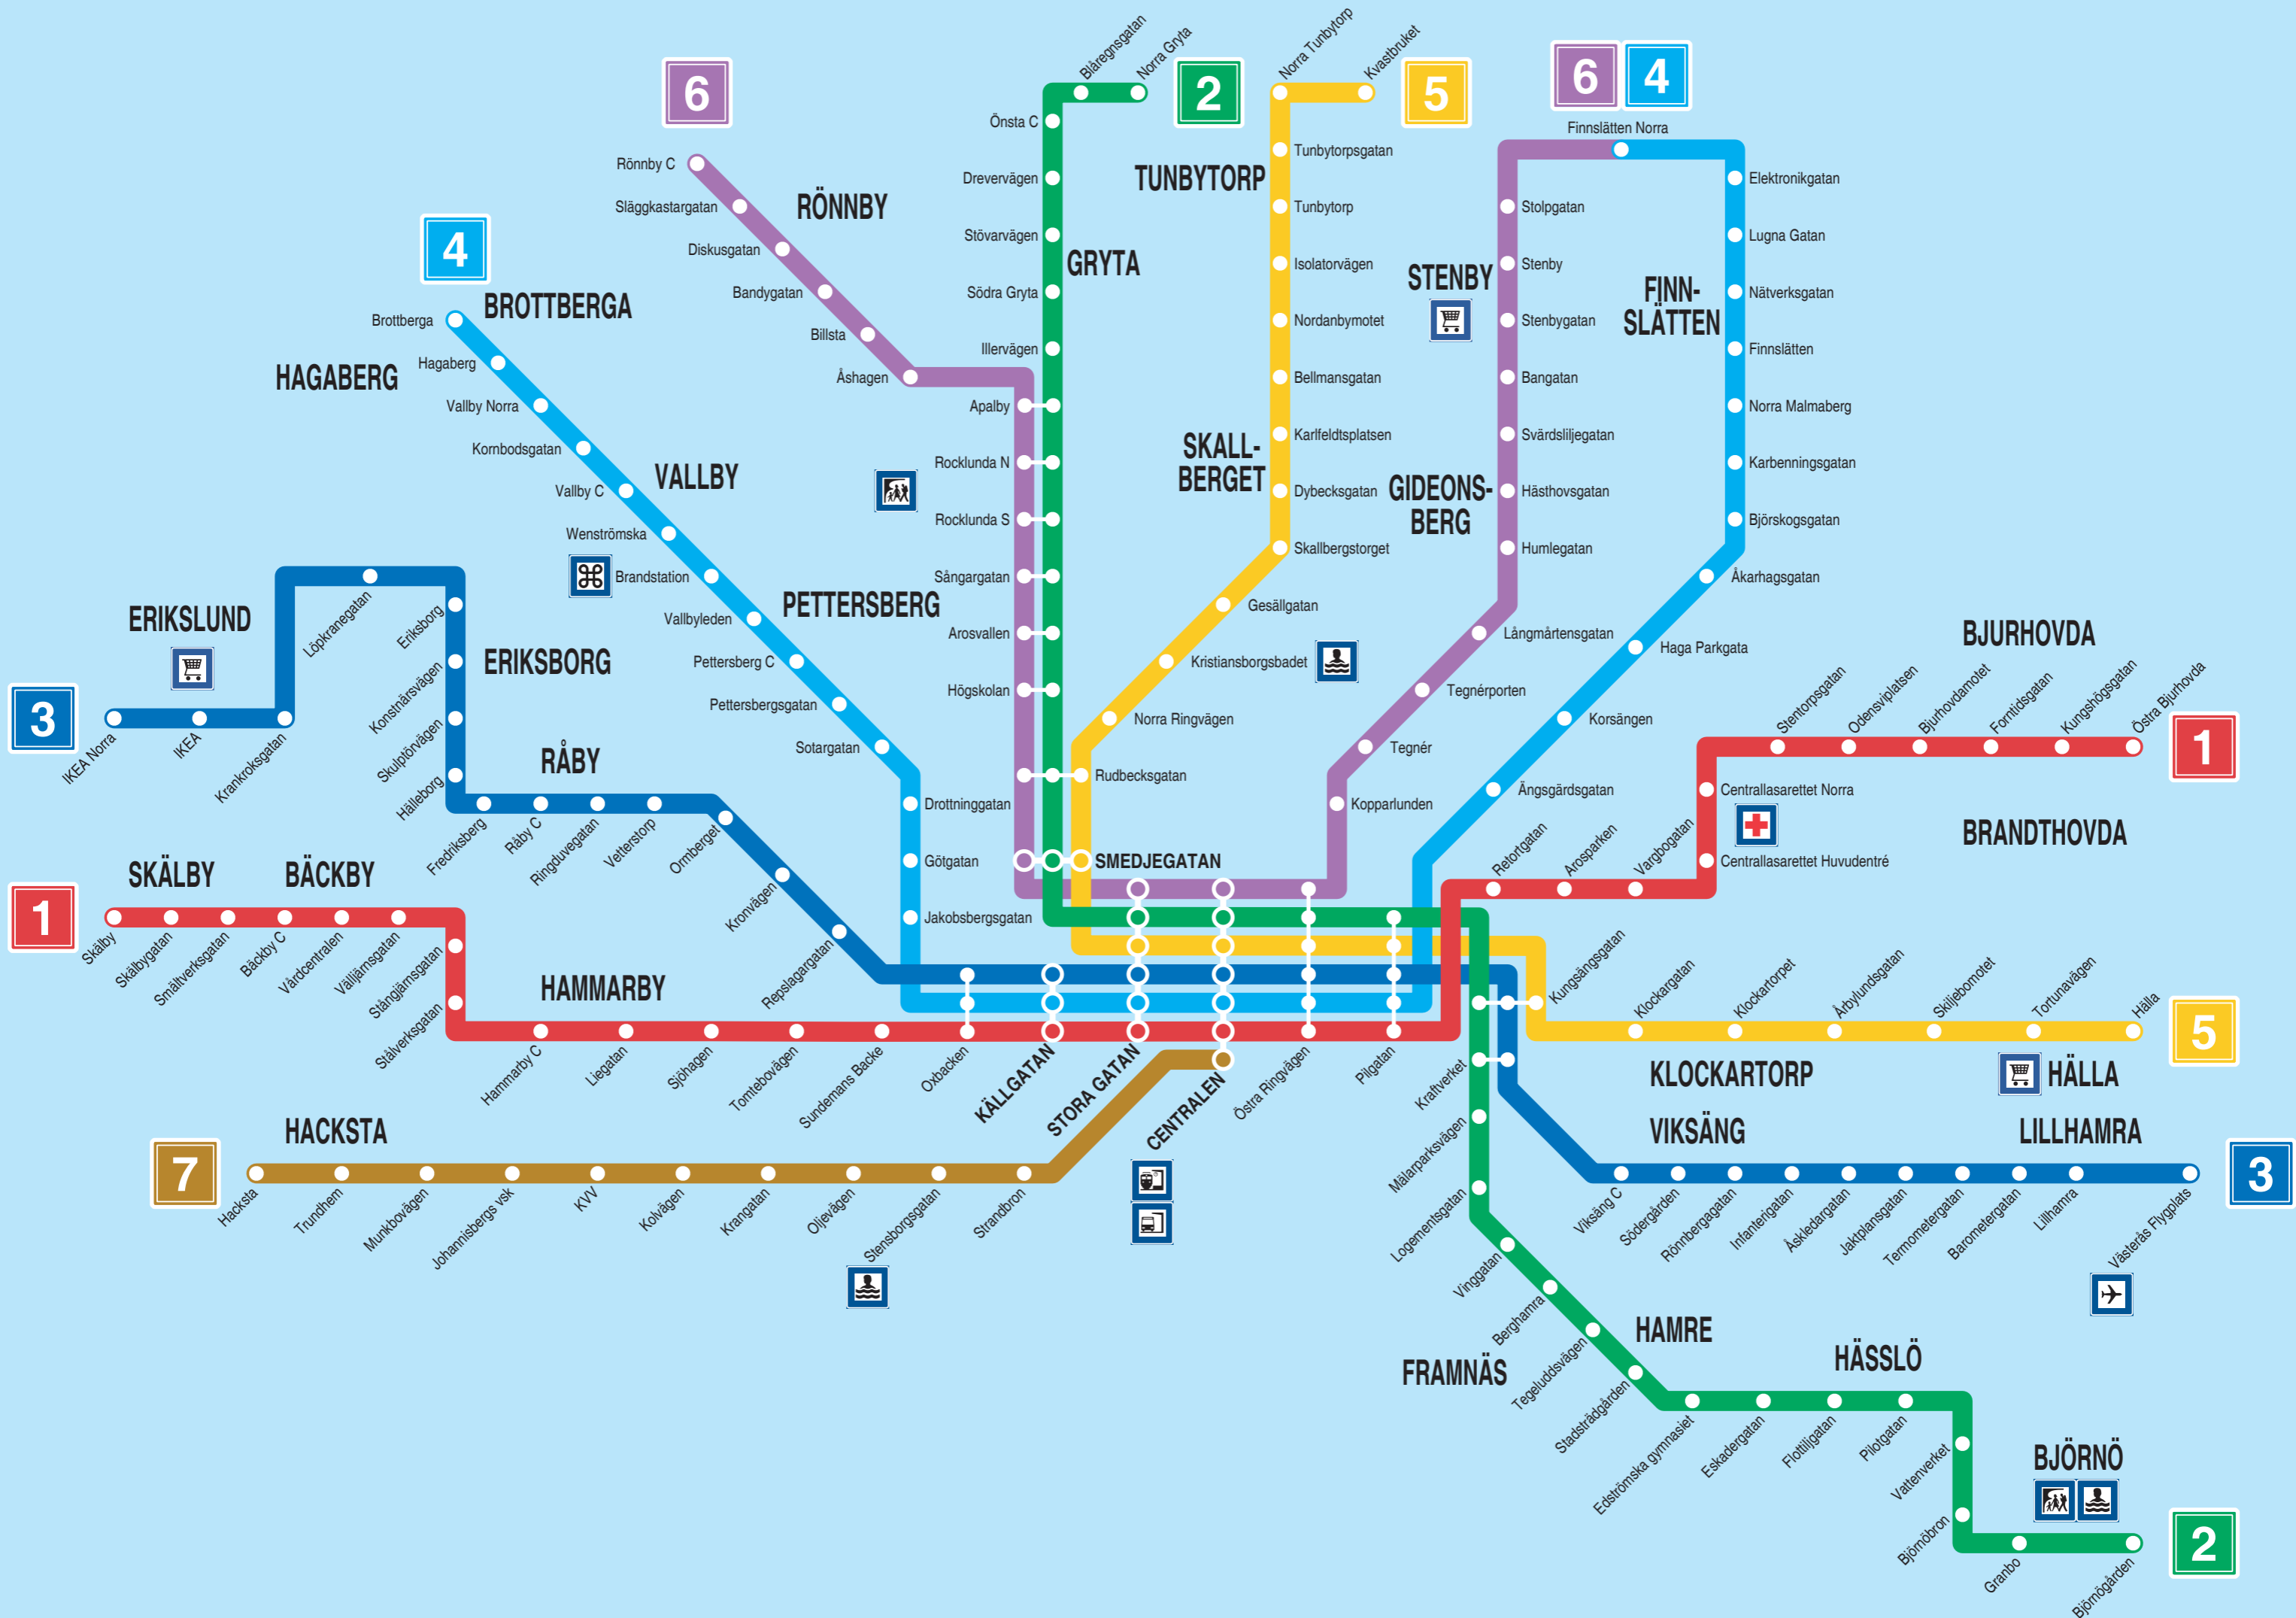 Blåregnsgatan
Norra Gryta
Norra Tunbytorp
Kvastbruket
6
2
5
6
4
Önsta C
Finnslätten Norra
Rönnby C
Tunbytorpsgatan
Drevervägen
TUNBYTORP
Elektronikgatan
Släggkastargatan
RÖNNBY
Tunbytorp
Stolpgatan
Stövarvägen
Lugna Gatan
4
Diskusgatan
GRYTA
Isolatorvägen
STENBY
Stenby
Bandygatan
Södra Gryta
FINN-
SLÄTTEN
Nätverksgatan
BROTTBERGA
Brottberga
Billsta
Nordanbymotet
Stenbygatan
Illervägen
Finnslätten
Hagaberg
HAGABERG
Åshagen
Bellmansgatan
Bangatan
Vallby Norra
Apalby
Norra Malmaberg
Kornbodsgatan
SKALL-
BERGET
Karlfeldtsplatsen
Svärdsliljegatan
Rocklunda N
Karbenningsgatan
VALLBY
Vallby C
Dybecksgatan
GIDEONS-
BERG
Hästhovsgatan
Rocklunda S
Björskogsgatan
Wenströmska
Skallbergstorget
Humlegatan
Brandstation
Sångargatan
Åkarhagsgatan
ERIKSLUND
Löpkranegatan
Eriksborg
PETTERSBERG
Gesällgatan
Vallbyleden
Arosvallen
Långmårtensgatan
Haga Parkgata
BJURHOVDA
ERIKSBORG
Konstnärsvägen
Pettersberg C
Kristiansborgsbadet
Högskolan
Tegnérporten
3
Pettersbergsgatan
Norra Ringvägen
Korsängen
Stentorpsgatan
Odensviplatsen
Bjurhovdamotet
Forntidsgatan
Kungshögsgatan
Östra Bjurhovda
1
IKEA Norra
IKEA
Krankroksgatan
Skulptörvägen
RÅBY
Sotargatan
Tegnér
Hälleborg
Rudbecksgatan
Ängsgärdsgatan
Centrallasarettet Norra
Fredriksberg
Råby C
Ringduvegatan
Vetterstorp
Ormberget
Drottninggatan
Kopparlunden
BRANDTHOVDA
SKÄLBY
BÄCKBY
Kronvägen
Götgatan
SMEDJEGATAN
Retortgatan
Arosparken
Vargbogatan
Centrallasarettet Huvudentré
1
Skälby
Skälbygatan
Smältverksgatan
Bäckby C
Vårdcentralen
Välljärnsgatan
Stångjärnsgatan
Repslagargatan
Jakobsbergsgatan
HAMMARBY
Stålverksgatan
Kungsängsgatan
Klockargatan
Klockartorpet
Årbylundsgatan
Skiljebomotet
Tortunavägen
Hälla
5
Hammarby C
Liegatan
Sjöhagen
Tomtebovägen
Sundemans Backe
Oxbacken
KÄLLGATAN
STORA GATAN
CENTRALEN
Östra Ringvägen
Pilgatan
Kraftverket
KLOCKARTORP
HÄLLA
HACKSTA
Mälarparksvägen
VIKSÄNG
LILLHAMRA
7
3
Hacksta
Trundhem
Munkbovägen
Johannisbergs vsk
KVV
Kolvägen
Krangatan
Oljevägen
Stensborgsgatan
Strandbron
Logementsgatan
Viksäng C
Södergården
Rönnbergagatan
Infanterigatan
Åskledargatan
Jaktplansgatan
Termometergatan
Barometergatan
Lillhamra
Västerås Flygplats
Vinggatan
Berghamra
HAMRE
HÄSSLÖ
FRAMNÄS
Tegeluddsvägen
Stadsträdgården
Edströmska gymnasiet
Eskadergatan
Flottiljgatan
Pilotgatan
Vattenverket
BJÖRNÖ
Björnöbron
Granbo
Björnögården
2